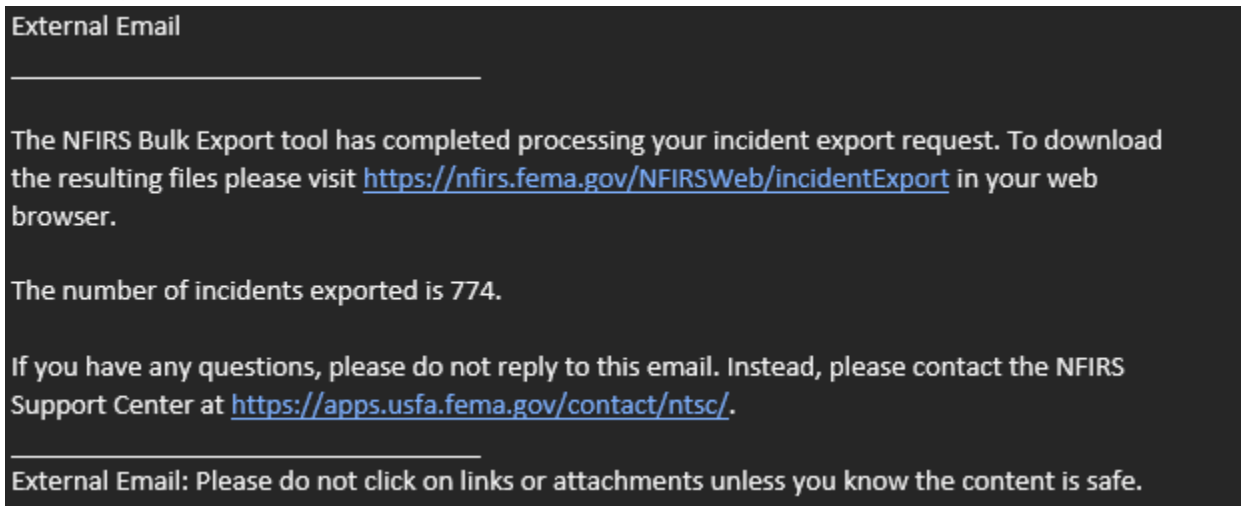 External Email
The NFIRS Bulk Export tool has completed processing your incident export request. To download
the resulting files please visit https://nfirs.fema.gov/NFIRSWeb/incidentExport in your web
browser.
The number of incidents exported is 774.
If you have any questions, please do not reply to this email. Instead, please contact the NFIRS
Support Center at https://apps.usfa.fema.gov/contact/ntsc/.
External Email: Please do not click on links or attachments unless you know the content is safe.